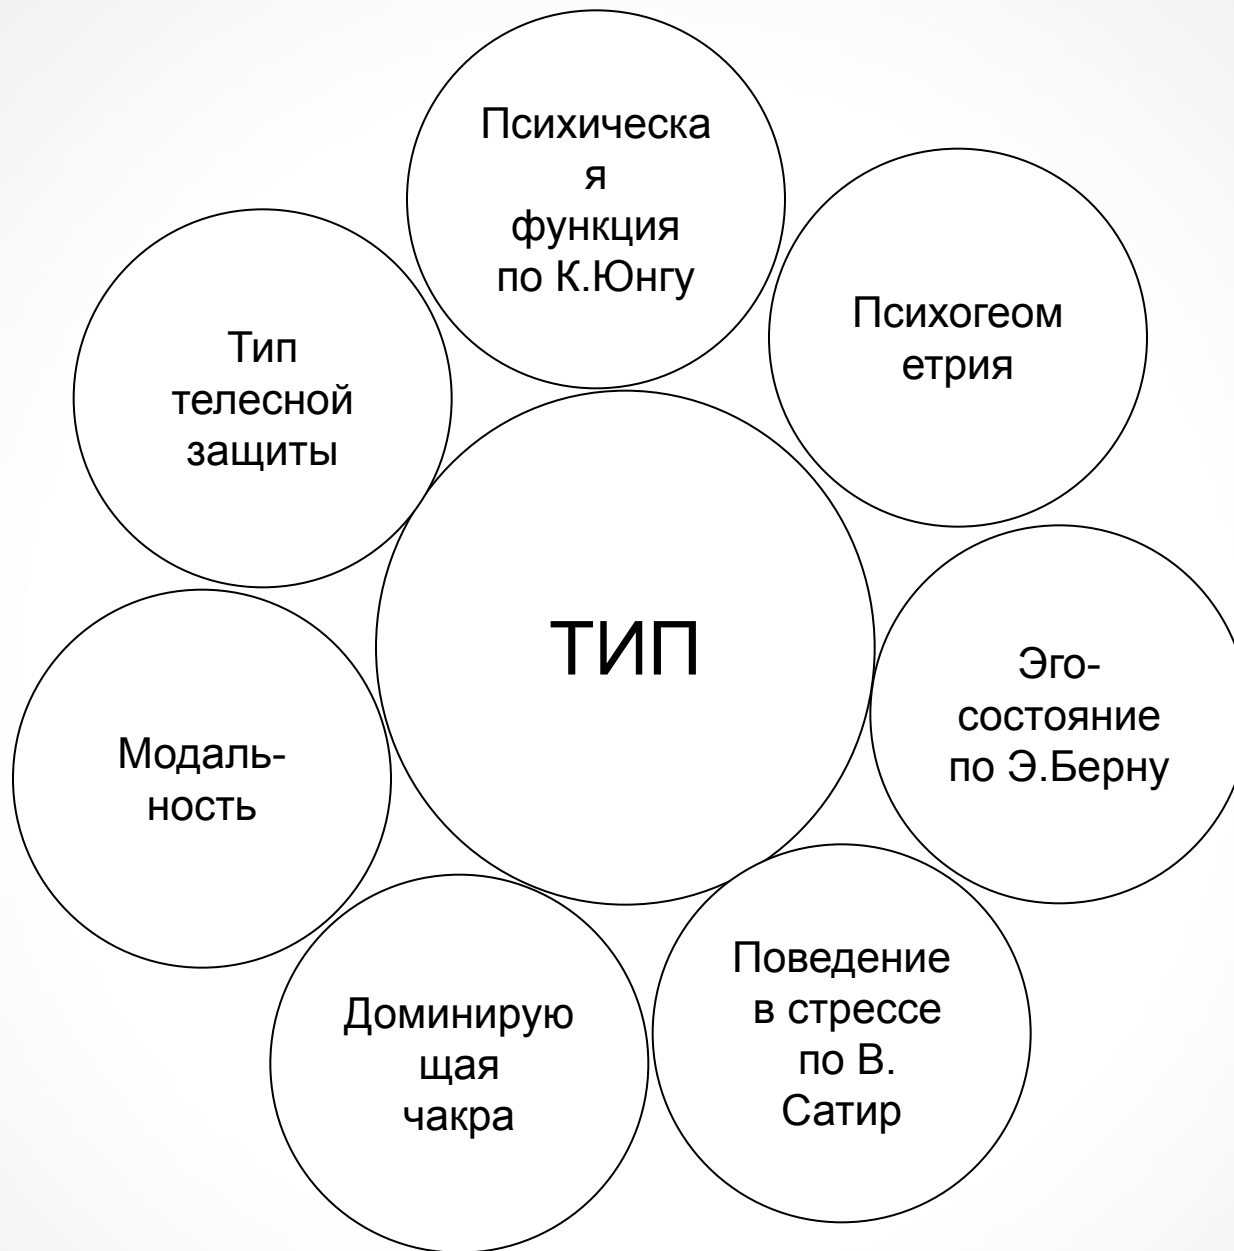 Психическа
я
функция
по К.Юнгу
Психогеом
етрия
Тип
телесной
защиты
ТИП
Эго-
состояние
по Э.Берну
Модаль-
ность
Поведение
в стрессе
по В.
Сатир
Доминирую
щая
чакра